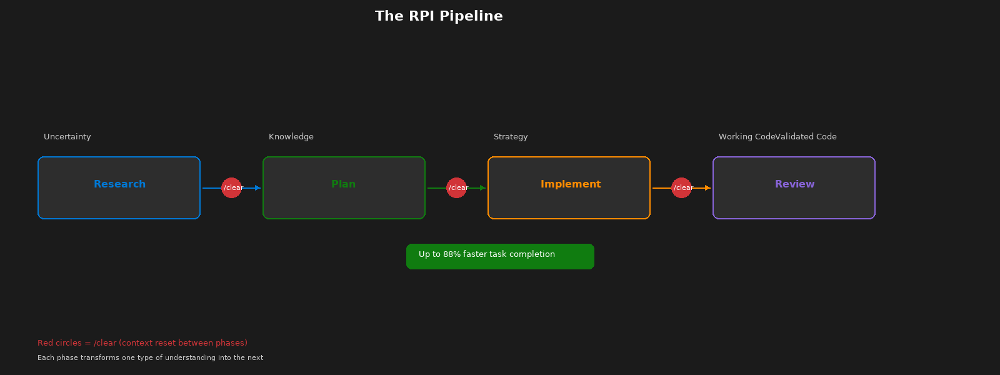 The RPI Pipeline
Uncertainty
Knowledge
Strategy
Working Code
Validated Code
Research
/clear
Plan
/clear
Implement
/clear
Review
Up to 88% faster task completion
Red circles = /clear (context reset between phases)
Each phase transforms one type of understanding into the next